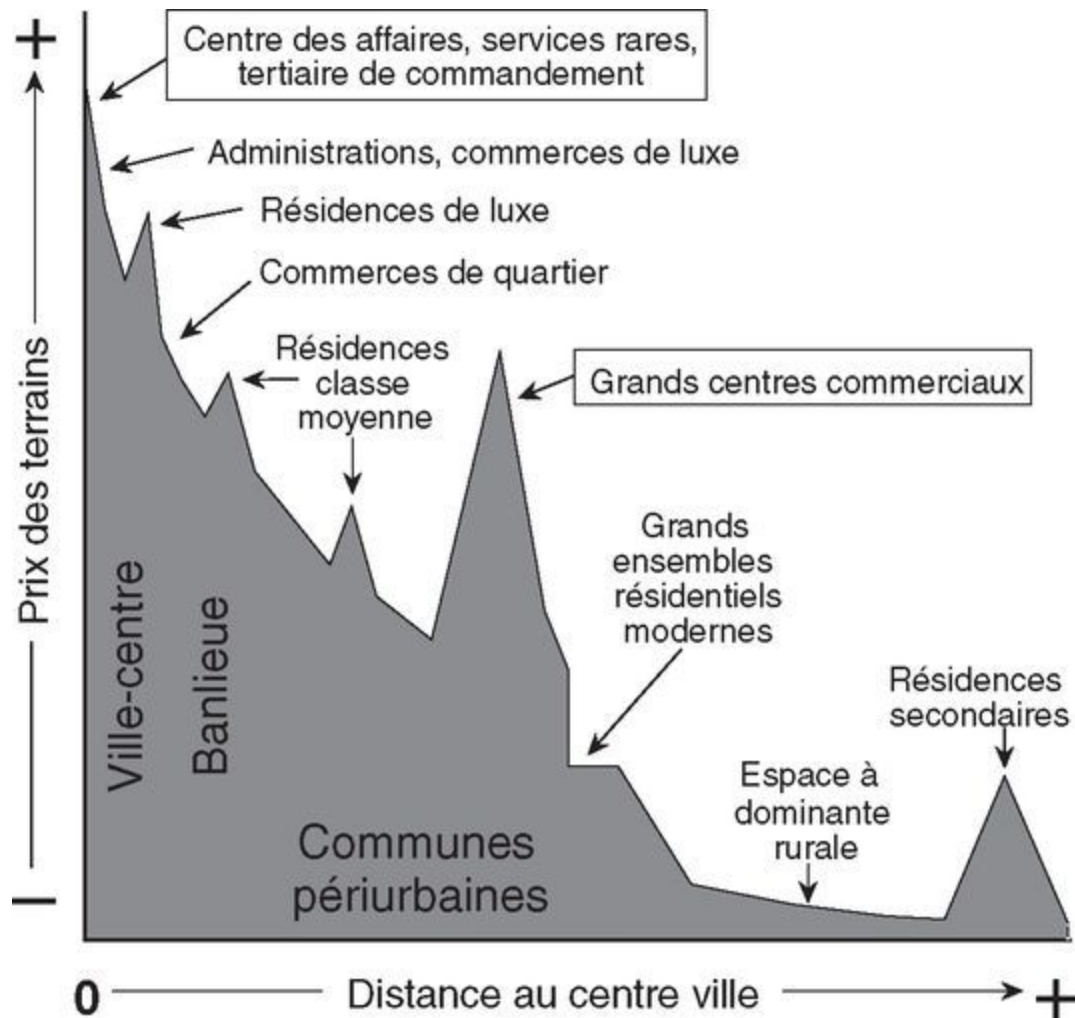 +
Centre des affaires, services rares,
tertiaire de commandement
Administrations, commerces de luxe
Résidences de luxe
Commerces de quartier
Résidences
classe
moyenne
Grands centres commerciaux
Grands
ensembles
résidentiels
modernes
Résidences
secondaires
Espace à
dominante
rurale
Prix des terrains
Ville-centre
Banlieue
Communes
périurbaines
–
0
Distance au centre ville
+